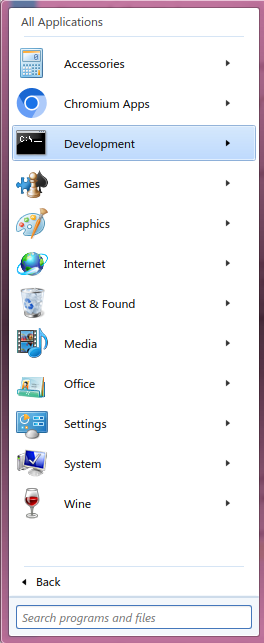 All Applications
Accessories
Chromium Apps
C:\
Development
Games
Graphics
Internet
Lost & Found
Media
Office
Settings
System
Wine
Back
Search programs and files